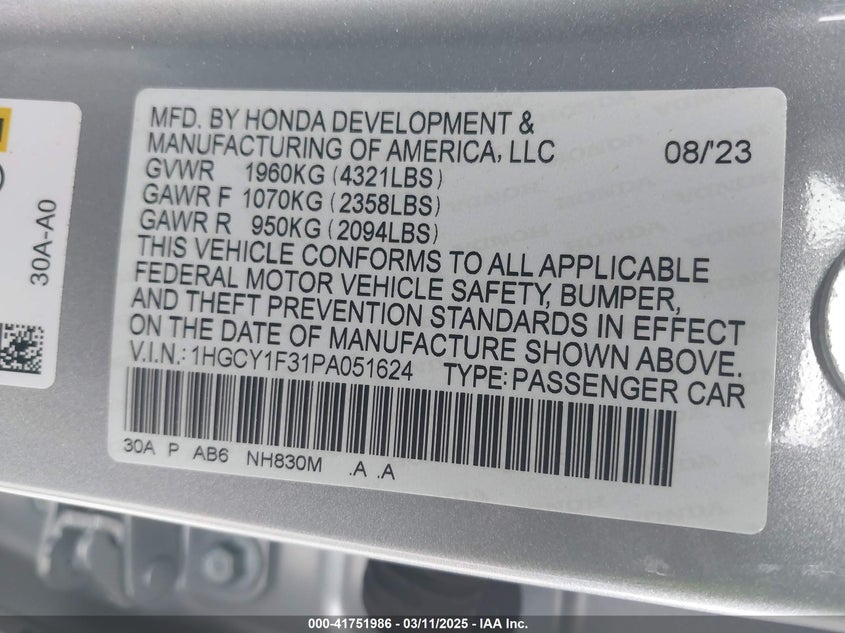 MFD. BY HONDA DEVELOPMENT &
MANUFACTURING OF AMERICA, LLC 08/'23
GVWR 1960KG (4321LBS)
GAWR F 1070KG (2358LBS)
GAWR R 950KG (2094LBS)
THIS VEHICLE CONFORMS TO ALL APPLICABLE
FEDERAL MOTOR VEHICLE SAFETY, BUMPER,
AND THEFT PREVENTION STANDARDS IN EFFECT
ON THE DATE OF MANUFACTURE SHOWN ABOVE.
V.I.N.: 1HGCY1F31PA051624 TYPE: PASSENGER CAR
30A P AB6 NH830M .A .A
30A-A0
000-41751986 - 03/11/2025 - IAA Inc.